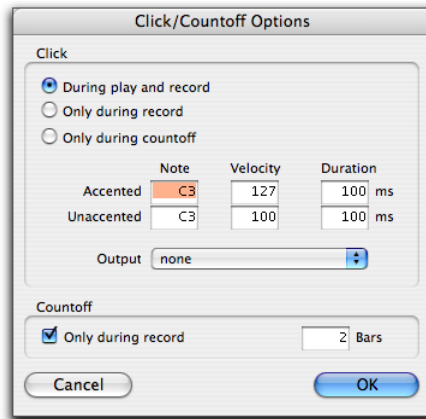 Click/Countoff Options
Click
During play and record
Only during record
Only during countoff
Note Velocity Duration
Accented C3 127 100 ms
Unaccented C3 100 100 ms
Output none
Countoff
Only during record 2 Bars
Cancel OK